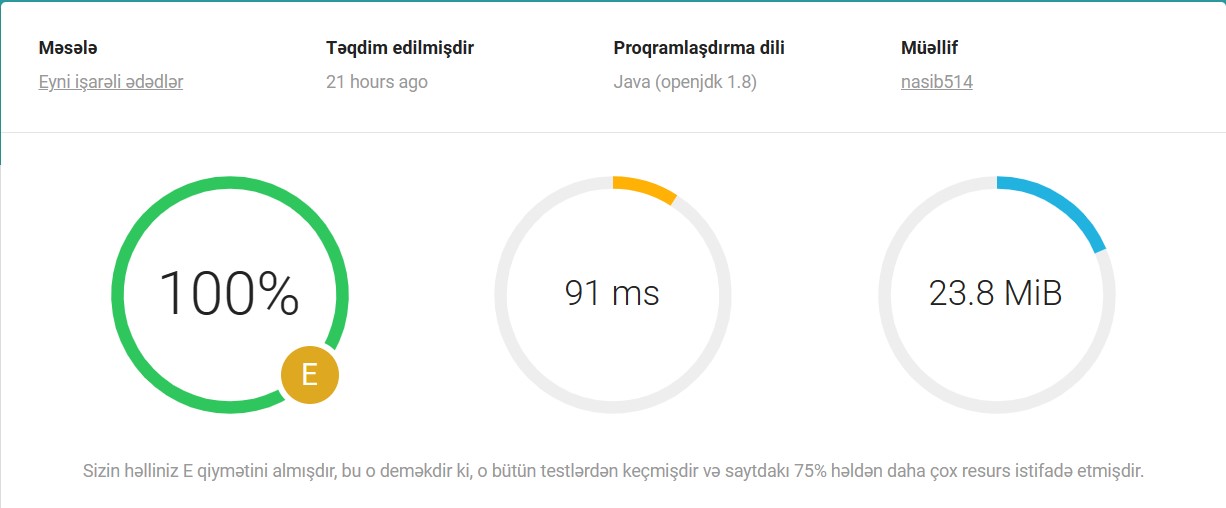 Məsələ
Təqdim edilmişdir
Proqramlaşdırma dili
Müəllif
Eyni işarəli ədədlər
21 hours ago
Java (openjdk 1.8)
nasib514
100%
E
91 ms
23.8 MiB
Sizin həlliniz E qiymətini almışdır, bu o deməkdir ki, o bütün testlərdən keçmişdir və saytdakı 75% həldən daha çox resurs istifadə etmişdir.